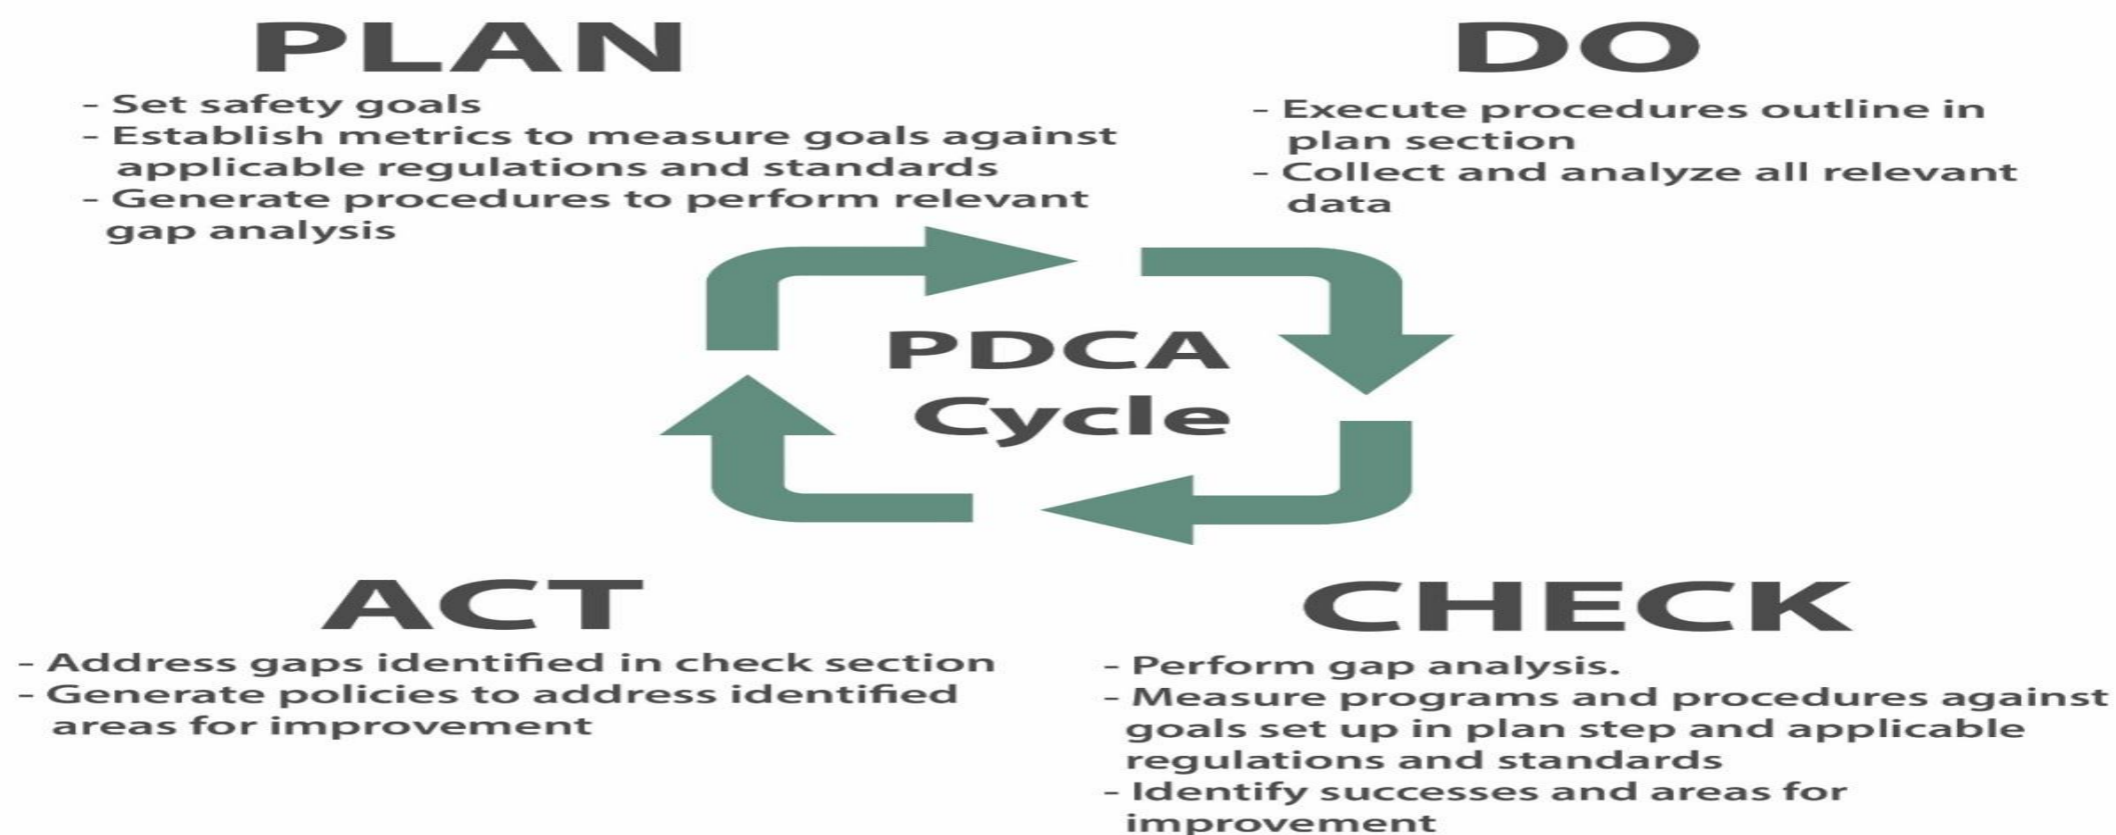 PLAN
- Set safety goals
- Establish metrics to measure goals against
applicable regulations and standards
- Generate procedures to perform relevant
gap analysis
DO
- Execute procedures outline in
plan section
- Collect and analyze all relevant
data
PDCA
Cycle
ACT
- Address gaps identified in check section
- Generate policies to address identified
areas for improvement
CHECK
- Perform gap analysis.
- Measure programs and procedures against
goals set up in plan step and applicable
regulations and standards
- Identify successes and areas for
improvement